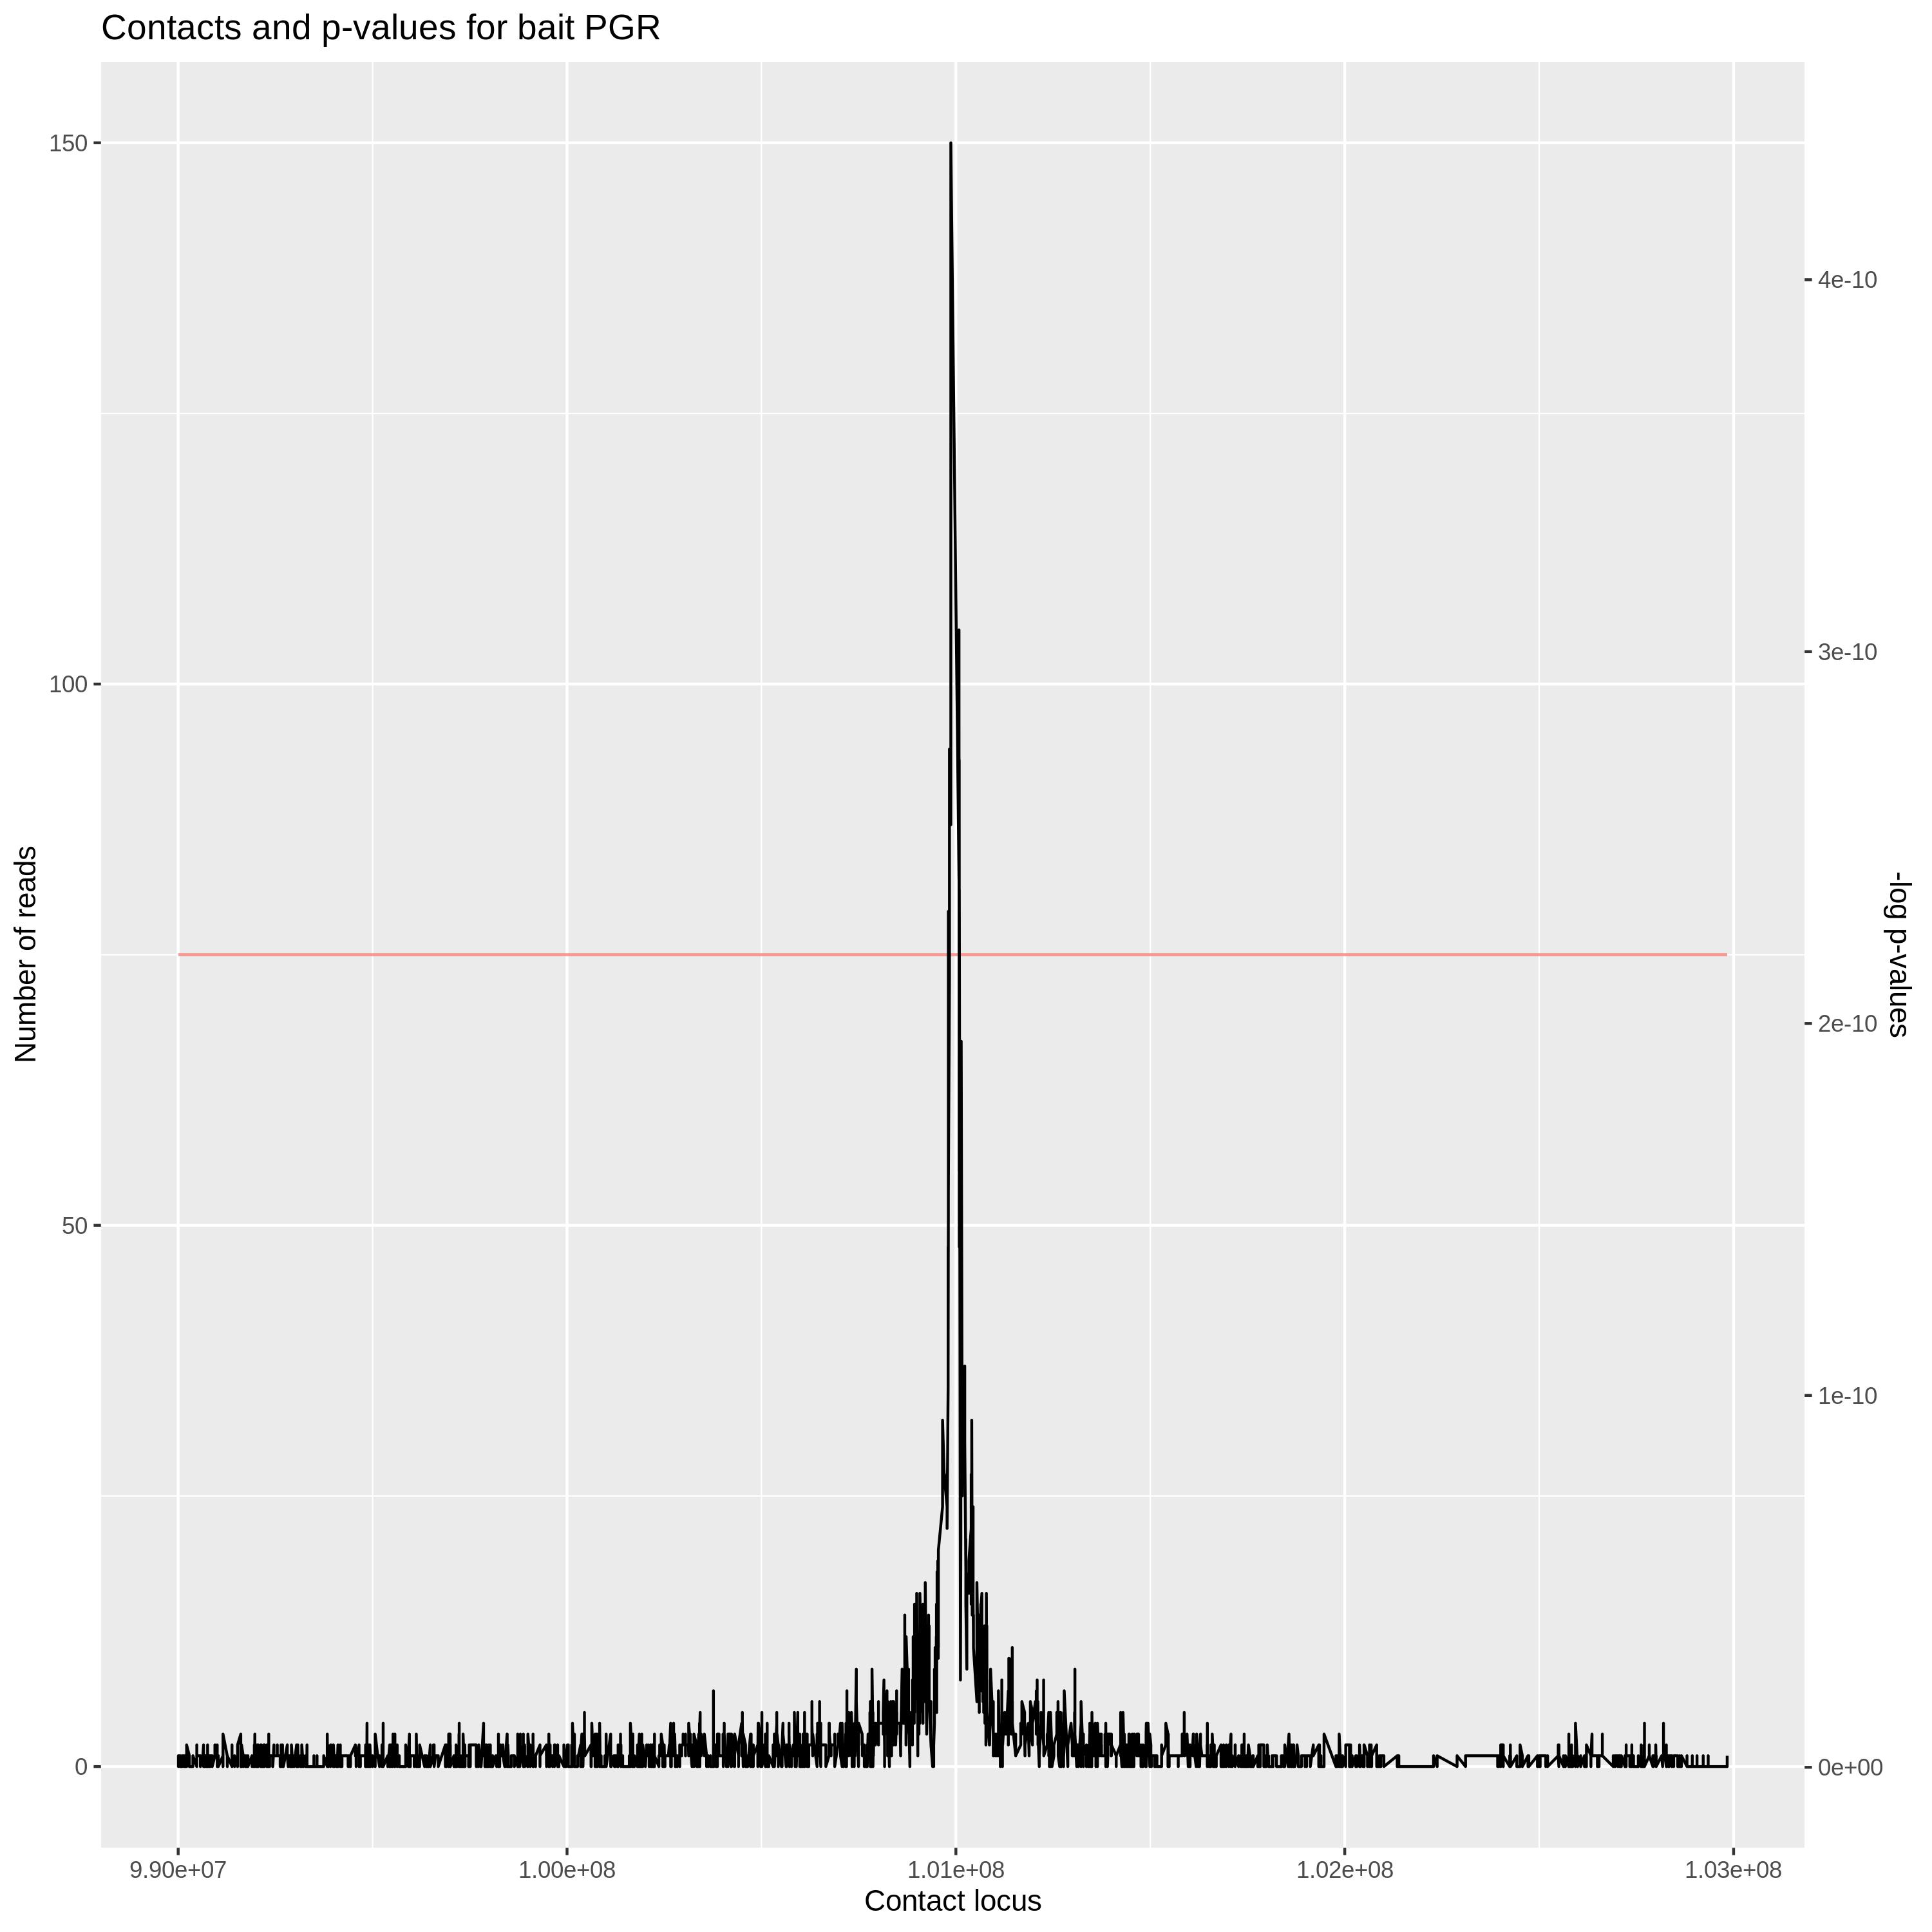 Contacts and p-values for bait PGR
150
100
50
0
Number of reads
4e-10
3e-10
2e-10
1e-10
0e+00
-log p-values
9.90e+07
1.00e+08
1.01e+08
1.02e+08
1.03e+08
Contact locus